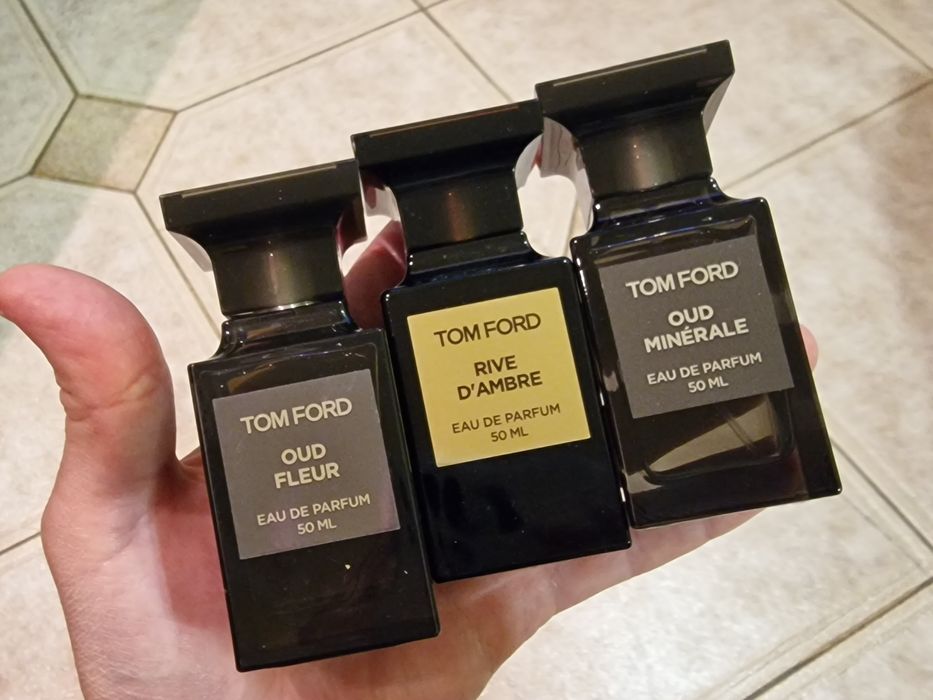 TOM FORD
OUD
FLEUR
EAU DE PARFUM
50 ML
TOM FORD
RIVE
D'AMBRE
EAU DE PARFUM
50 ML
TOM FORD
OUD
MINÉRALE
EAU DE PARFUM
50 ML